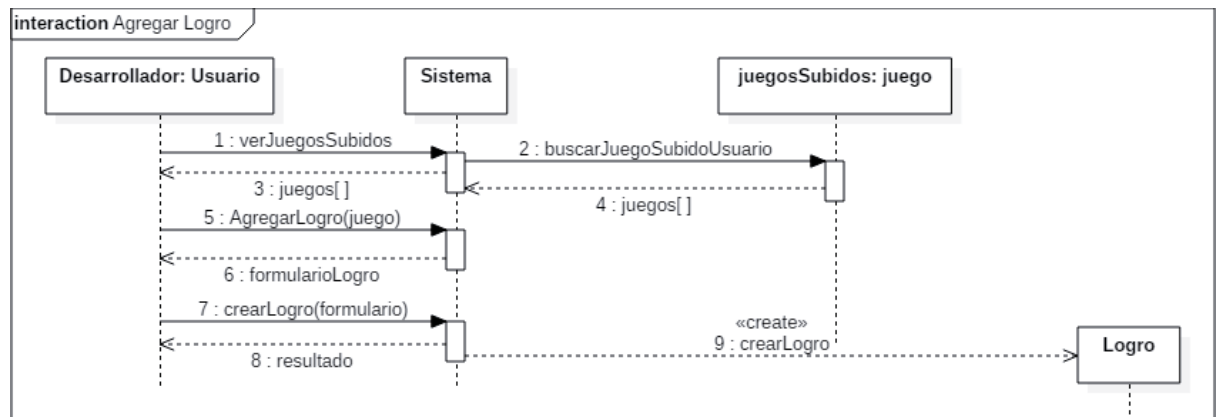 interaction Agregar Logro
Desarrollador: Usuario
Sistema
juegosSubidos: juego
1 : verJuegosSubidos
2 : buscarJuegoSubidoUsuario
3 : juegos[ ]
4 : juegos[ ]
5 : AgregarLogro(juego)
6 : formularioLogro
7 : crearLogro(formulario)
«create»
9 : crearLogro
Logro
8 : resultado